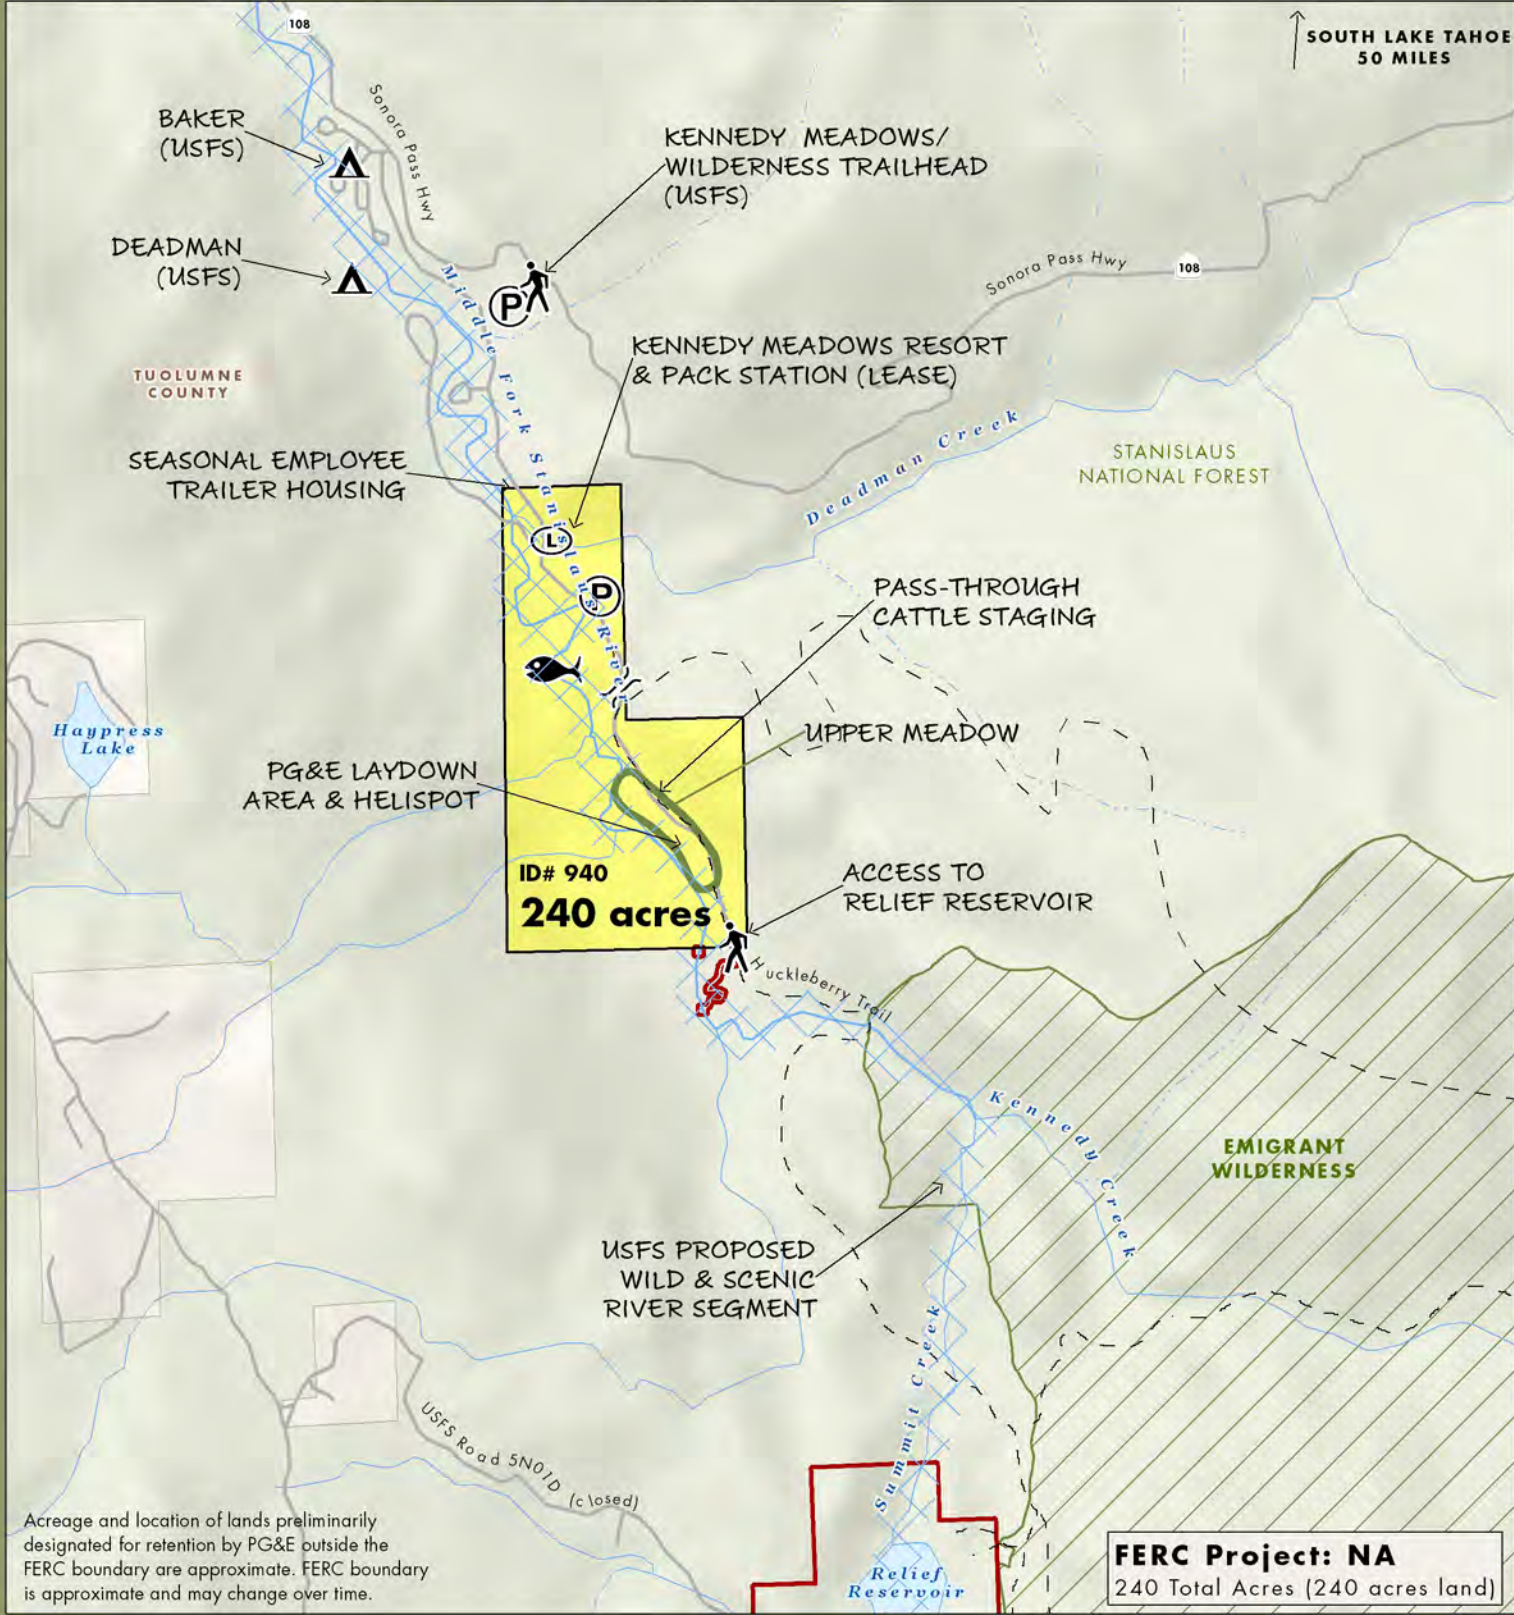 108
SOUTH LAKE TAHOE
50 MILES
Sonora Pass Hwy
BAKER
(USFS)
KENNEDY MEADOWS/
WILDERNESS TRAILHEAD
(USFS)
DEADMAN
(USFS)
P
Sonora Pass Hwy
108
Middle Fork Stanislaus River
KENNEDY MEADOWS RESORT
& PACK STATION (LEASE)
TUOLUMNE
COUNTY
Deadman Creek
STANISLAUS
NATIONAL FOREST
SEASONAL EMPLOYEE
TRAILER HOUSING
L
D
PASS-THROUGH
CATTLE STAGING
Haypress
Lake
UPPER MEADOW
PG&E LAYDOWN
AREA & HELISPOT
ID# 940
240 acres
ACCESS TO
RELIEF RESERVOIR
Huckleberry Trail
Kennedy Creek
EMIGRANT
WILDERNESS
USFS PROPOSED
WILD & SCENIC
RIVER SEGMENT
Summit Creek
USFS Road 5N01D (closed)
Relief
Reservoir
Acreage and location of lands preliminarily
designated for retention by PG&E outside the
FERC boundary are approximate. FERC boundary
is approximate and may change over time.
FERC Project: NA
240 Total Acres (240 acres land)